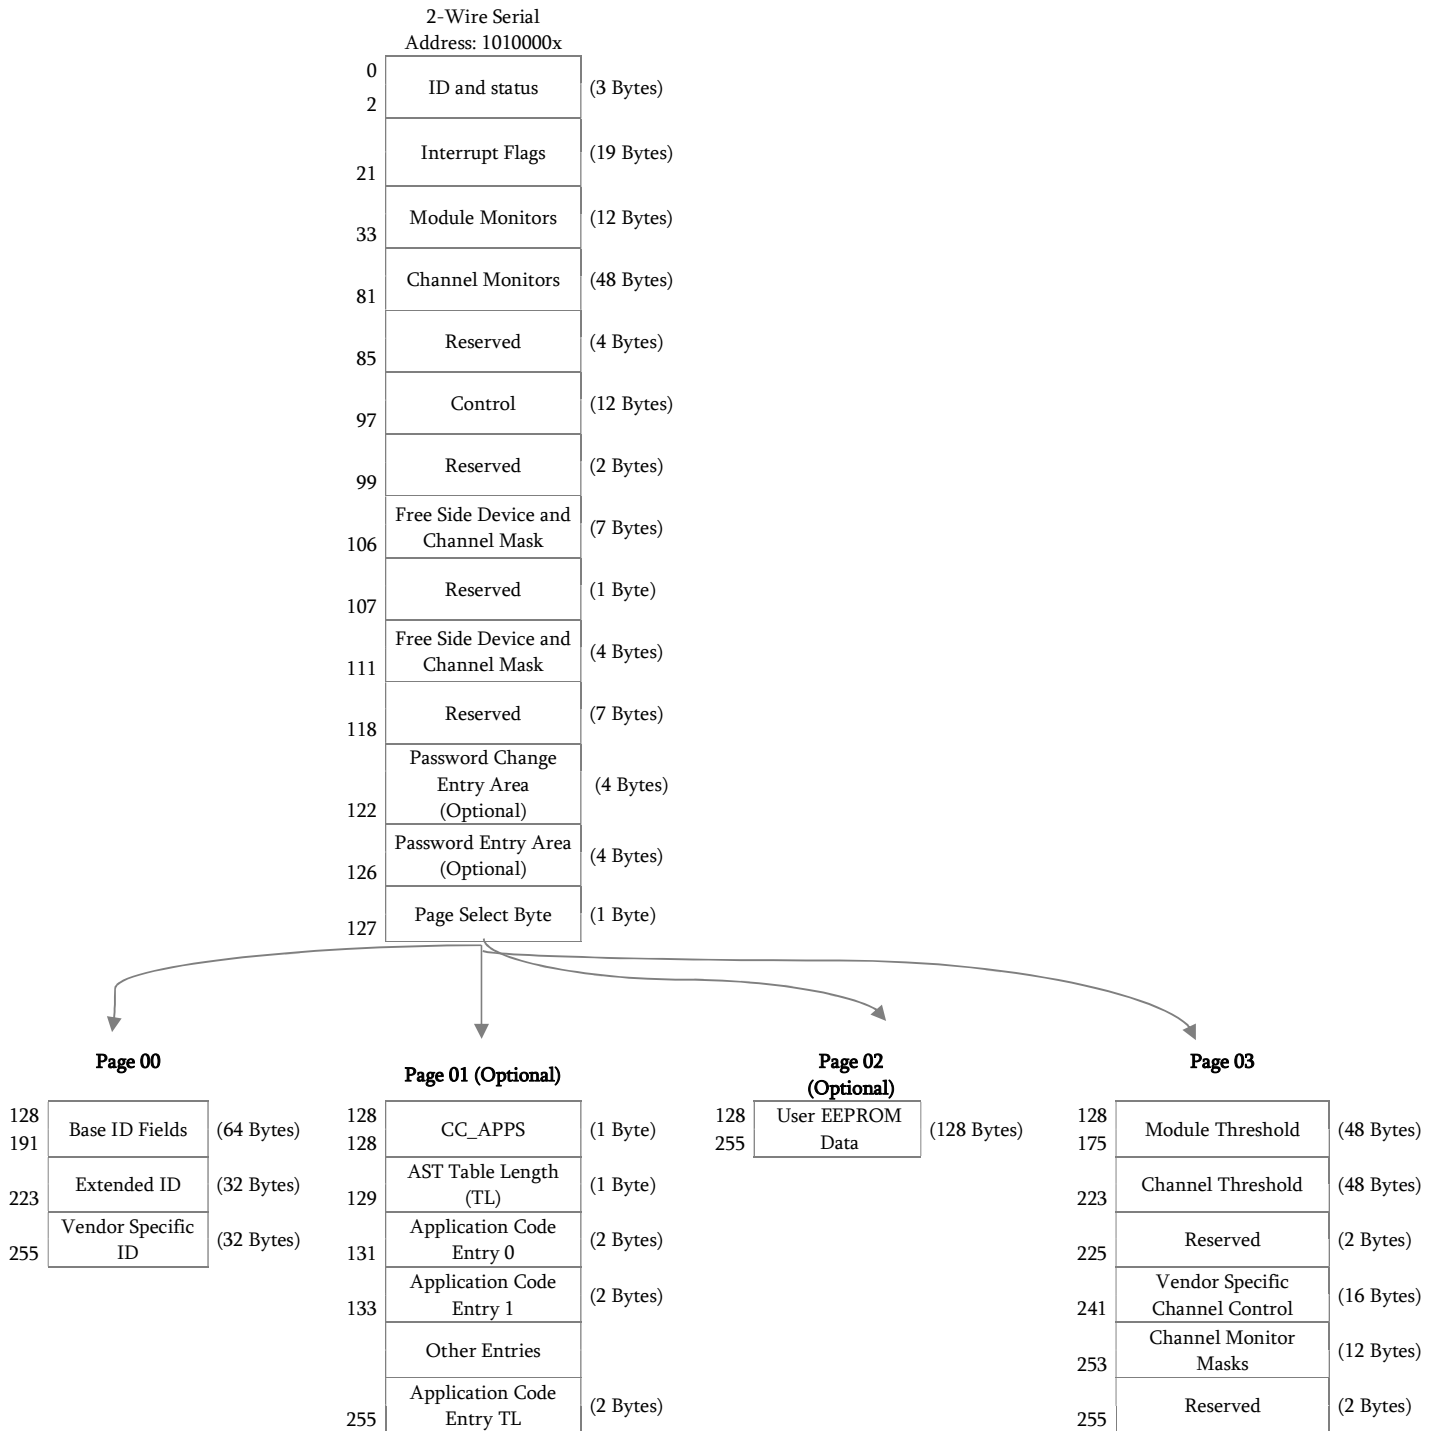 2-Wire Serial
Address: 1010000x
0
2
ID and status
(3 Bytes)
21
Interrupt Flags
(19 Bytes)
33
Module Monitors
(12 Bytes)
81
Channel Monitors
(48 Bytes)
85
Reserved
(4 Bytes)
97
Control
(12 Bytes)
99
Reserved
(2 Bytes)
106
Free Side Device and
Channel Mask
(7 Bytes)
107
Reserved
(1 Byte)
111
Free Side Device and
Channel Mask
(4 Bytes)
118
Reserved
(7 Bytes)
122
Password Change
Entry Area
(Optional)
(4 Bytes)
126
Password Entry Area
(Optional)
(4 Bytes)
127
Page Select Byte
(1 Byte)
Page 00
128
191
Base ID Fields
(64 Bytes)
223
Extended ID
(32 Bytes)
255
Vendor Specific
ID
(32 Bytes)
Page 01 (Optional)
128
128
CC_APPS
(1 Byte)
129
AST Table Length
(TL)
(1 Byte)
131
Application Code
Entry 0
(2 Bytes)
133
Application Code
Entry 1
(2 Bytes)
Other Entries
255
Application Code
Entry TL
(2 Bytes)
Page 02
(Optional)
128
255
User EEPROM
Data
(128 Bytes)
Page 03
128
175
Module Threshold
(48 Bytes)
223
Channel Threshold
(48 Bytes)
225
Reserved
(2 Bytes)
241
Vendor Specific
Channel Control
(16 Bytes)
253
Channel Monitor
Masks
(12 Bytes)
255
Reserved
(2 Bytes)